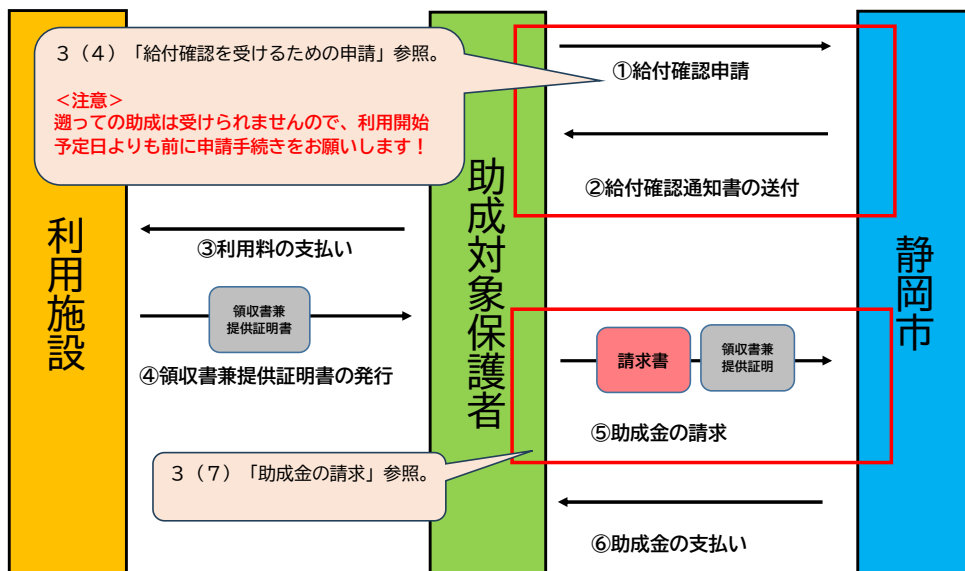 3(4)「給付確認を受けるための申請」参照。
<注意>
遡っての助成は受けられませんので、利用開始
予定日よりも前に申請手続きをお願いします!
①給付確認申請
②給付確認通知書の送付
利用施設
助成対象保護者
静岡市
③利用料の支払い
領収書兼
提供証明書
④領収書兼提供証明書の発行
請求書
領収書兼
提供証明
⑤助成金の請求
3(7)「助成金の請求」参照。
⑥助成金の支払い